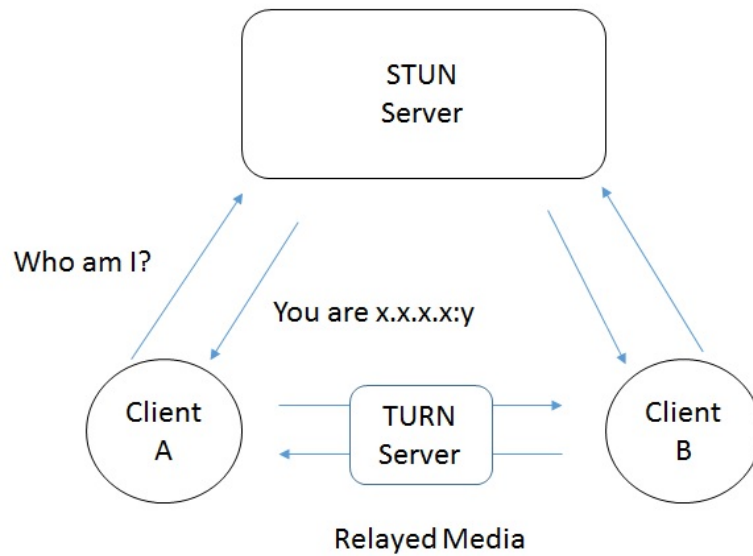 STUN
Server
Who am I?
You are x.x.x.x:y
Client
A
TURN
Server
Client
B
Relayed Media